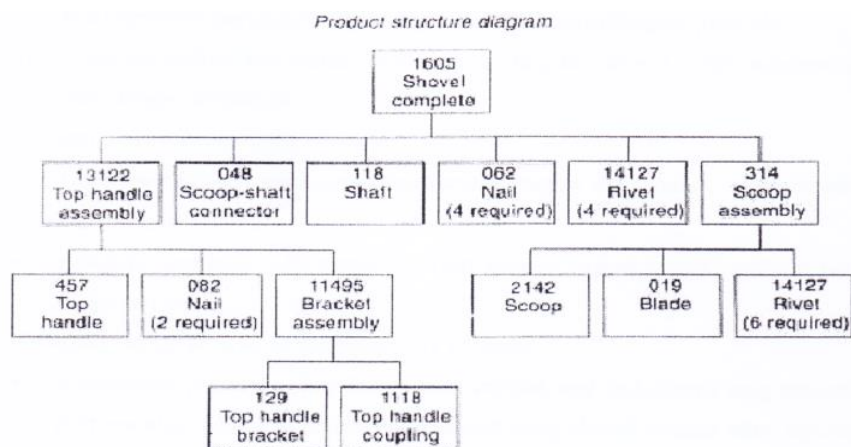 Product structure diagram
1605
Shovel
complete
13122
Top handle
assembly
048
Scoop-shaft
connector
118
Shaft
062
Nail
(4 required)
14127
Rivet
(4 required)
314
Scoop
assembly
457
Top
handle
082
Nail
(2 required)
11495
Bracket
assembly
2142
Scoop
019
Blade
14127
Rivet
(6 required)
129
Top handle
bracket
1118
Top handle
coupling